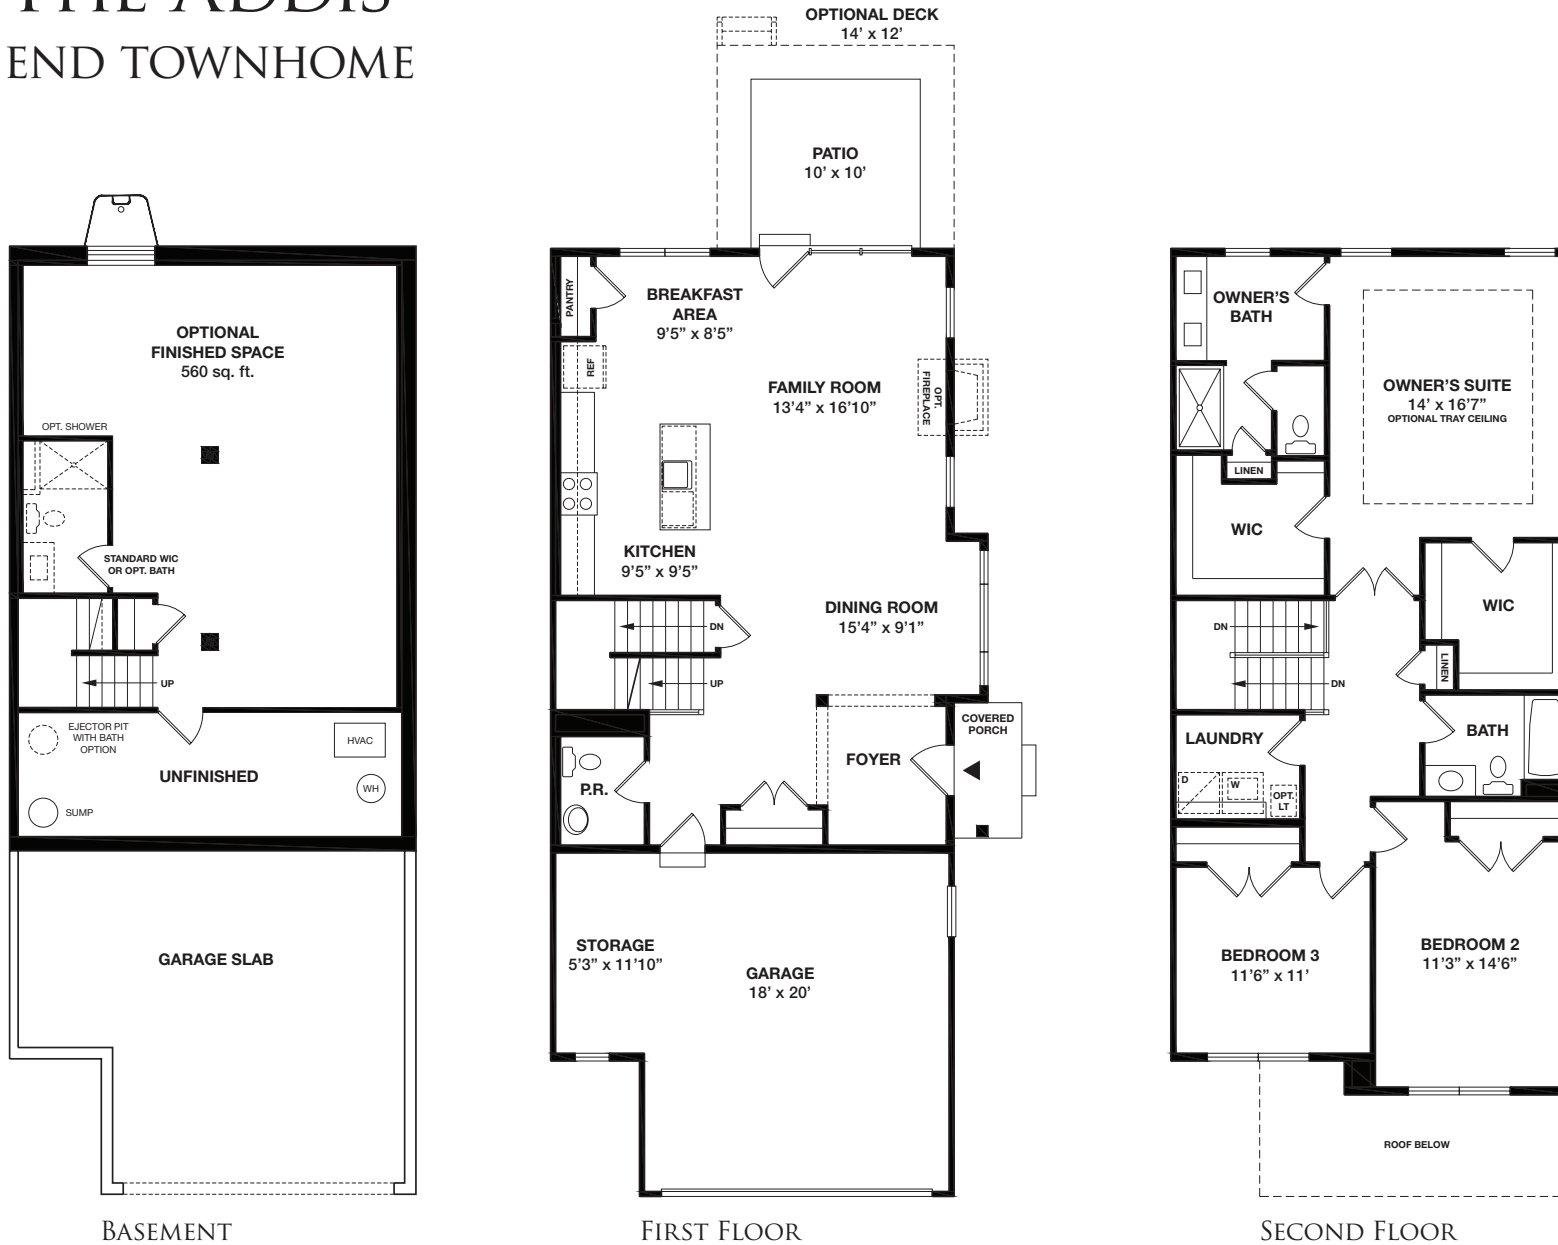 THE ADDIS
END TOWNHOME
OPTIONAL
FINISHED SPACE
560 sq. ft.
OPT. SHOWER
STANDARD WIC
OR OPT. BATH
UP
EJECTOR PIT
WITH BATH
OPTION
HVAC
UNFINISHED
WH
SUMP
GARAGE SLAB
BASEMENT
OPTIONAL DECK
14’ x 12’
PATIO
10’ x 10’
PANTRY
BREAKFAST
AREA
9’5” x 8’5”
REF
FAMILY ROOM
13’4” x 16’10”
OPT.
FIREPLACE
KITCHEN
9’5” x 9’5”
DINING ROOM
15’4” x 9’1”
DN
UP
COVERED
PORCH
FOYER
P.R.
STORAGE
5’3” x 11’10”
GARAGE
18’ x 20’
FIRST FLOOR
OWNER’S
BATH
OWNER’S SUITE
14’ x 16’7”
OPTIONAL TRAY CEILING
LINEN
WIC
WIC
DN
LINEN
DN
LAUNDRY
BATH
D
W
OPT.
LT
BEDROOM 3
11’6” x 11’
BEDROOM 2
11’3” x 14’6”
ROOF BELOW
SECOND FLOOR